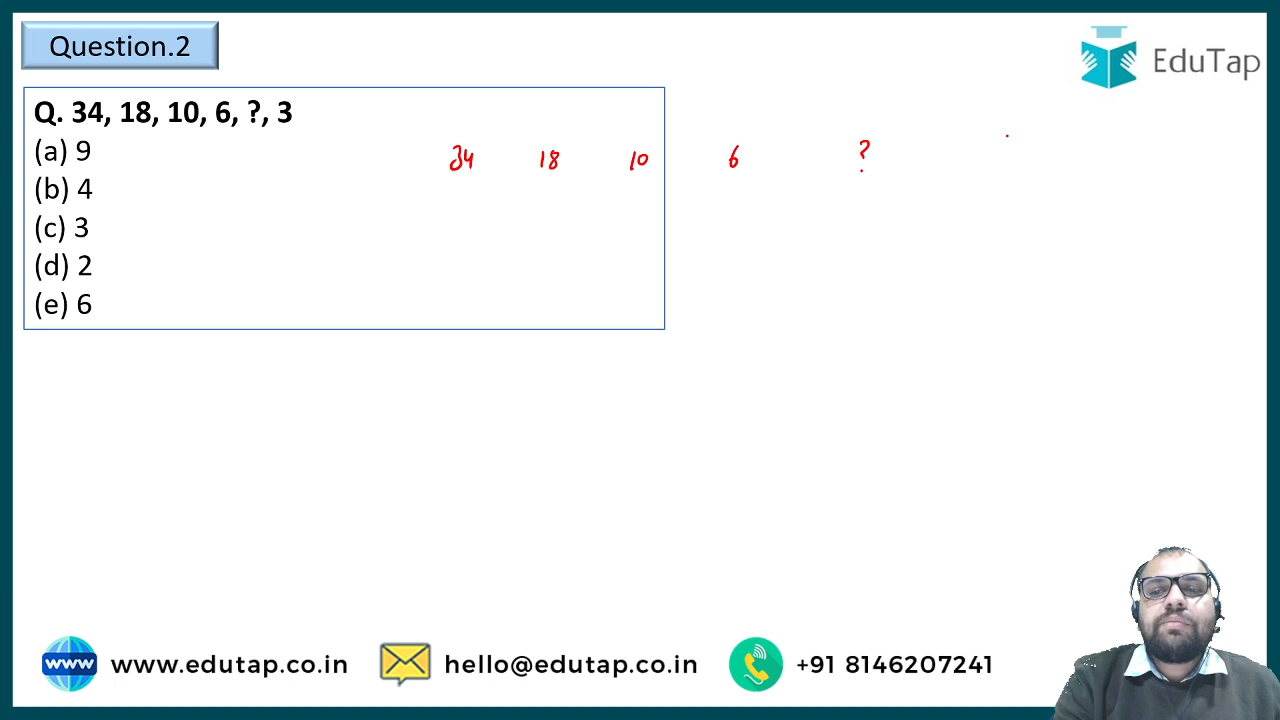 Question.2
EduTap
Q. 34, 18, 10, 6, ?, 3
(a) 9
34 18 10 6 ?
(b) 4
(c) 3
(d) 2
(e) 6
www www.edutap.co.in hello@edutap.co.in +91 8146207241